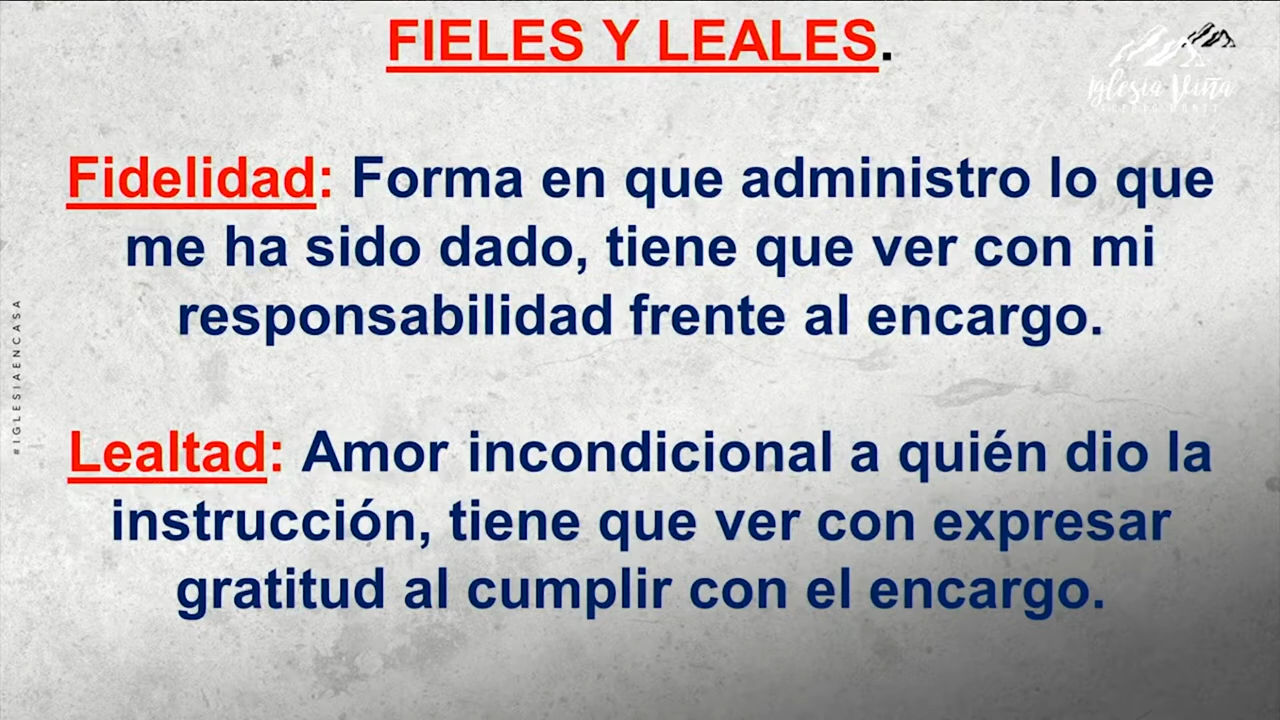 FIELES Y LEALES.
Iglesia Viña
Fidelidad: Forma en que administro lo que
me ha sido dado, tiene que ver con mi
responsabilidad frente al encargo.
#IGLESIAENCASA
Lealtad: Amor incondicional a quién dio la
instrucción, tiene que ver con expresar
gratitud al cumplir con el encargo.